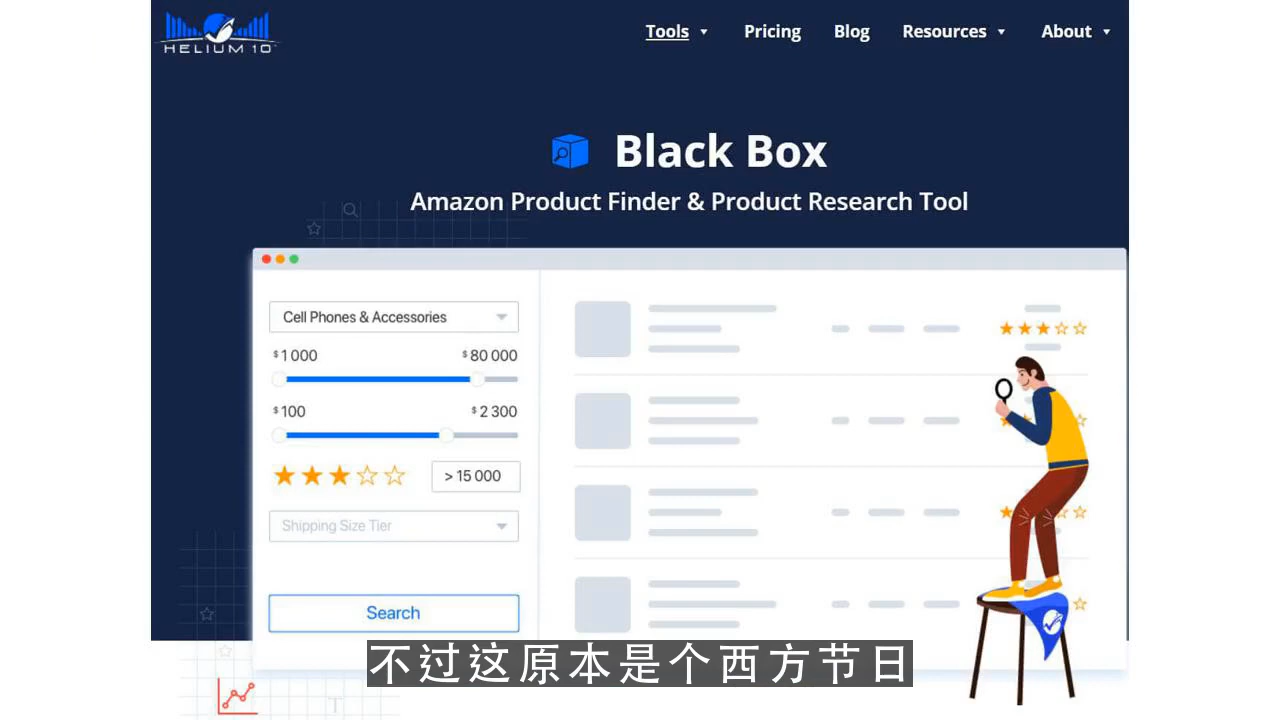 HELIUM 10
Tools
Pricing
Blog
Resources
About
Black Box
Amazon Product Finder & Product Research Tool
Cell Phones & Accessories
$1 000
$80 000
$100
$2 300
> 15 000
Shipping Size Tier
Search
不过这原本是个西方节日